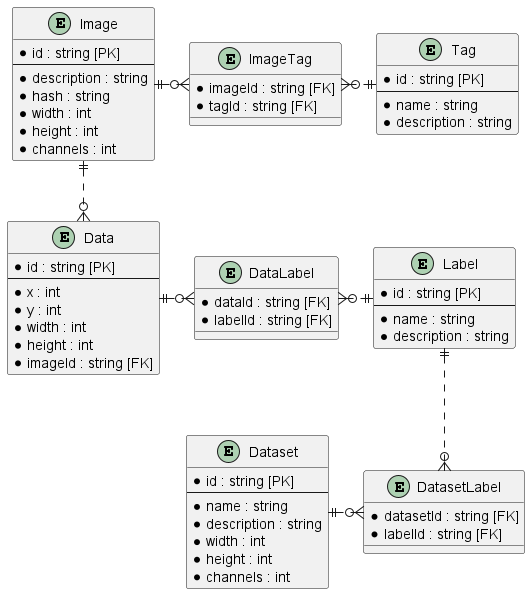 E Image
id : string [PK]
description : string
hash : string
width : int
height : int
channels : int
E ImageTag
imageId : string [FK]
tagId : string [FK]
E Tag
id : string [PK]
name : string
description : string
E Data
id : string [PK]
x : int
y : int
width : int
height : int
imageId : string [FK]
E DataLabel
dataId : string [FK]
labelId : string [FK]
E Label
id : string [PK]
name : string
description : string
E Dataset
id : string [PK]
name : string
description : string
width : int
height : int
channels : int
E DatasetLabel
datasetId : string [FK]
labelId : string [FK]